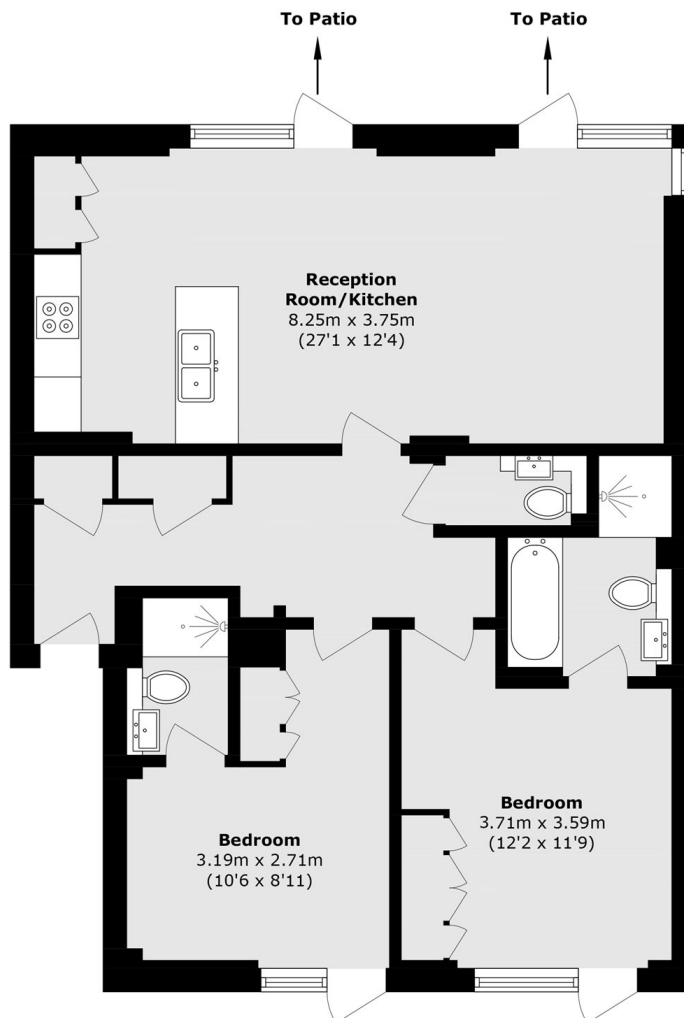 To Patio
To Patio
Reception
Room/Kitchen
8.25m x 3.75m
(27'1 x 12'4)
Bedroom
3.71m x 3.59m
(12'2 x 11'9)
Bedroom
3.19m x 2.71m
(10'6 x 8'11)